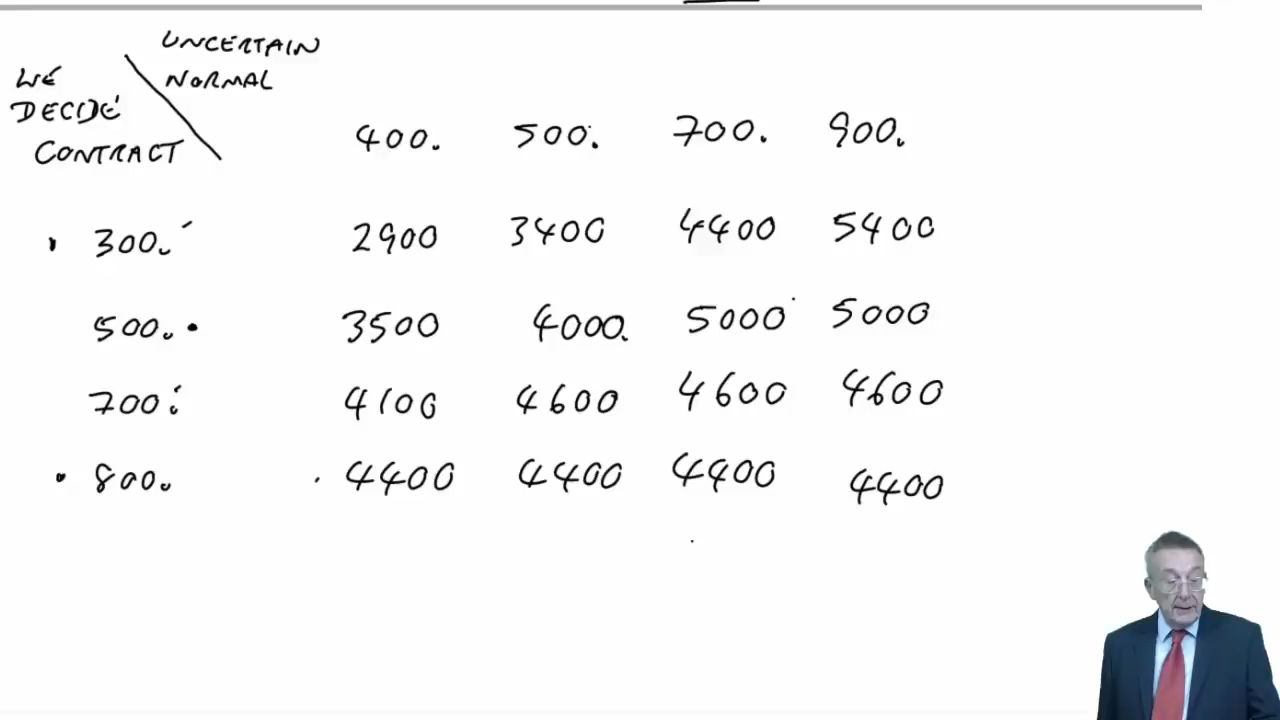 UNCERTAIN
NORMAL
WE
DECIDE
CONTRACT
400. 500. 700. 900.
300. 2900 3400 4400 5400
500. 3500 4000. 5000 5000
700. 4100 4600 4600 4600
800. 4400 4400 4400 4400